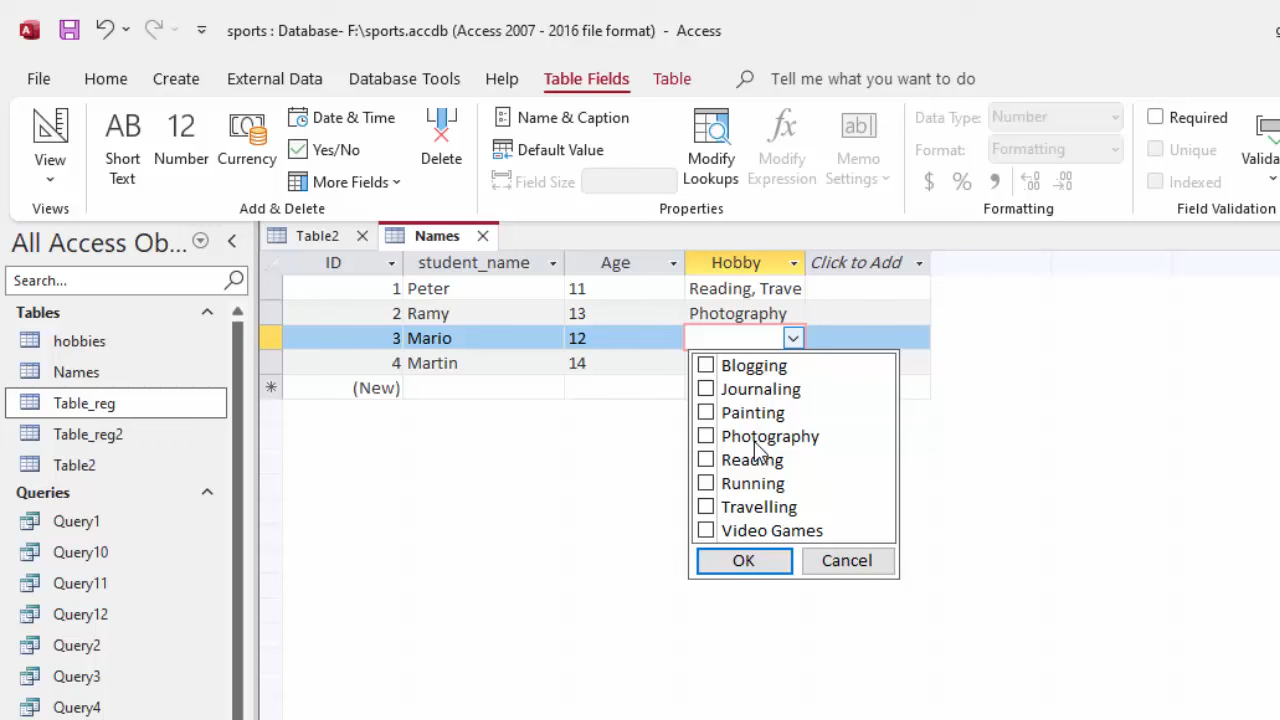 sports : Database- F:\sports.accdb (Access 2007 - 2016 file format) - Access
File Home Create External Data Database Tools Help Table Fields Table Tell me what you want to do
View
Views
AB Short Text
12 Number
Currency
Date & Time
Yes/No
More Fields
Delete
Add & Delete
Name & Caption
Default Value
Field Size
Modify Lookups
fx Modify Expression
ab Memo Settings
Properties
Data Type: Number
Format: Formatting
$ % 9 .00 .00
Formatting
Required
Unique
Indexed
Valida
Field Validation
All Access Ob...
Search...
Tables
hobbies
Names
Table_reg
Table_reg2
Table2
Queries
Query1
Query10
Query11
Query12
Query2
Query3
Query4
Table2 Names
ID student_name Age Hobby Click to Add
1 Peter 11 Reading, Trave
2 Ramy 13 Photography
3 Mario 12
4 Martin 14
* (New)
Blogging
Journaling
Painting
Photography
Reading
Running
Travelling
Video Games
OK Cancel